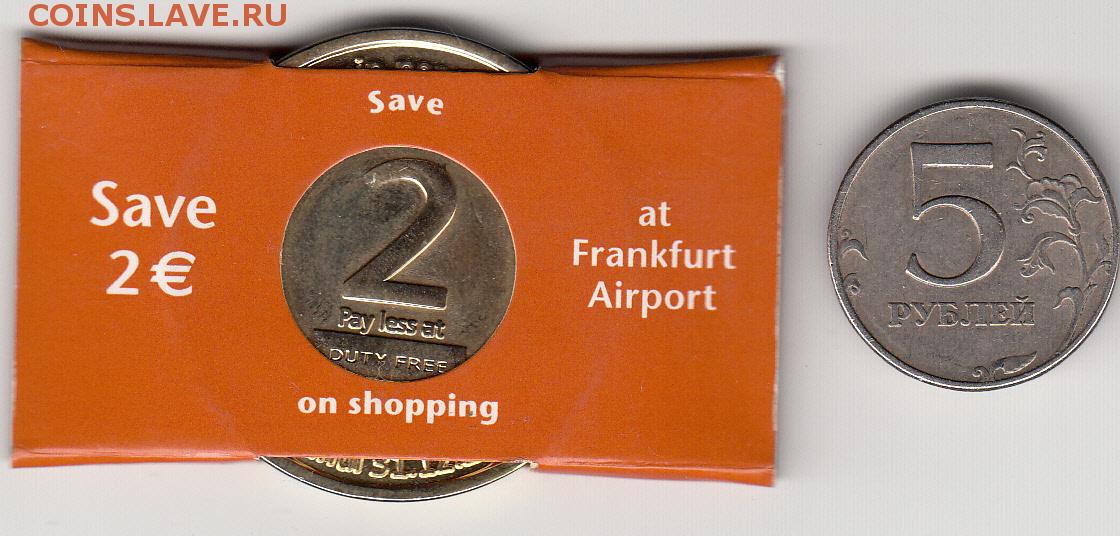 COINS.LAVE.RU
Save
Save
2 €
2
Pay less at
DUTY FREE
at
Frankfurt
Airport
on shopping
5
РУБЛЕЙ